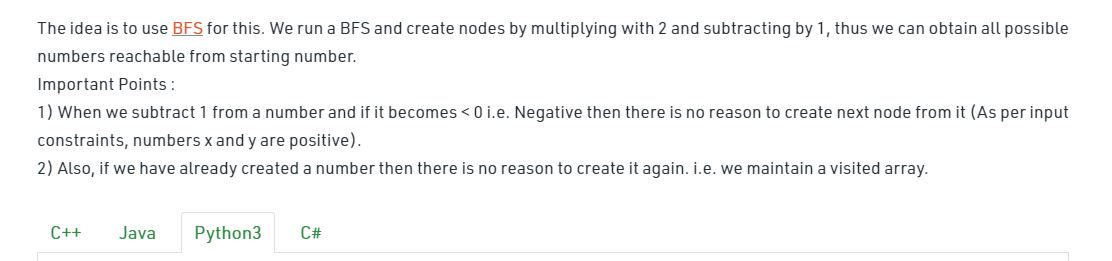 The idea is to use BFS for this. We run a BFS and create nodes by multiplying with 2 and subtracting by 1, thus we can obtain all possible
numbers reachable from starting number.
Important Points :
1) When we subtract 1 from a number and if it becomes < 0 i.e. Negative then there is no reason to create next node from it (As per input
constraints, numbers x and y are positive).
2) Also, if we have already created a number then there is no reason to create it again. i.e. we maintain a visited array.
C++ Java Python3 C#